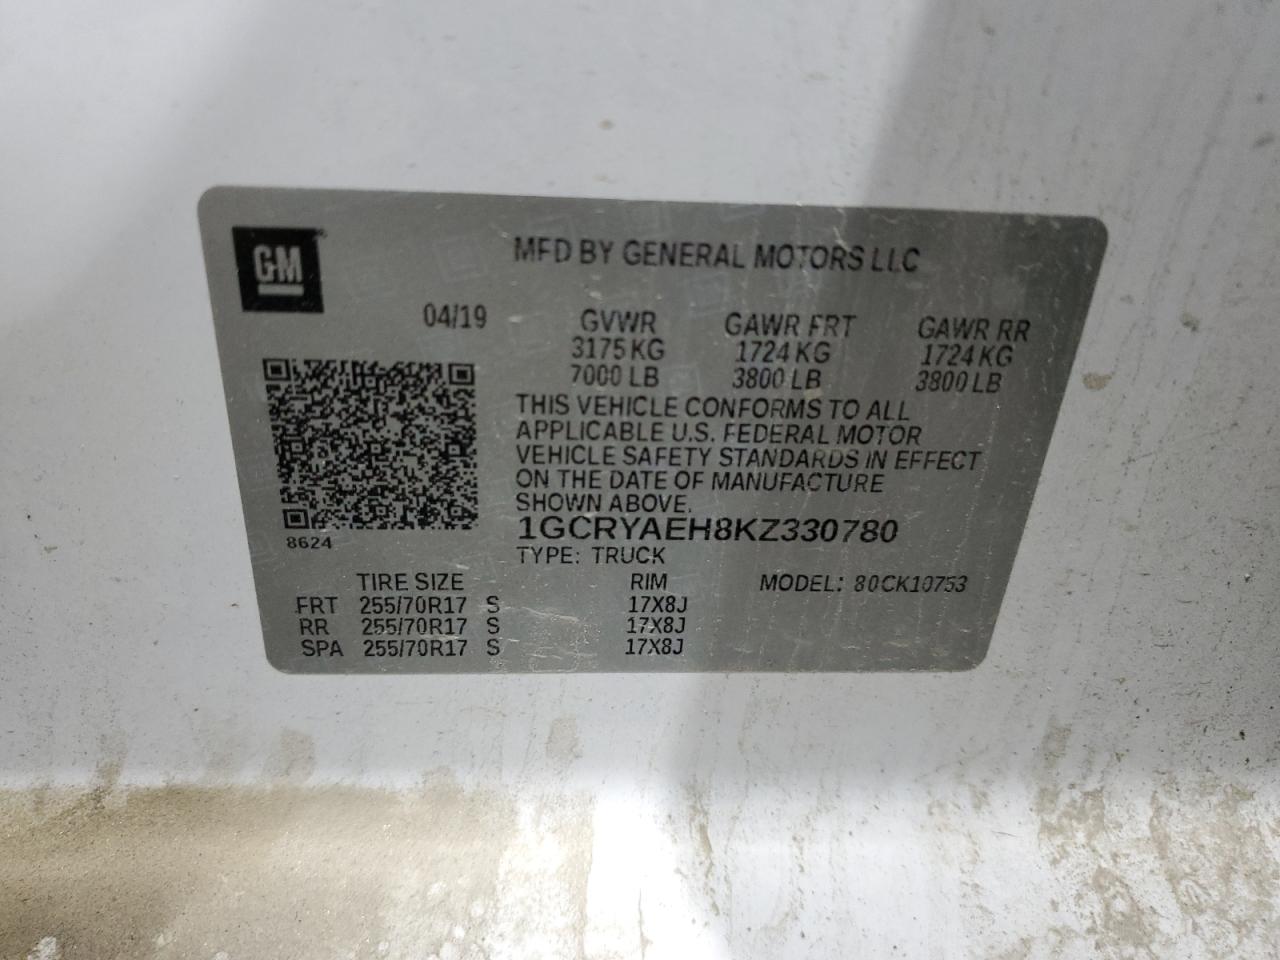 GM
MFD BY GENERAL MOTORS LLC
04/19 GVWR GAWR FRT GAWR RR
3175 KG 1724 KG 1724 KG
7000 LB 3800 LB 3800 LB
THIS VEHICLE CONFORMS TO ALL
APPLICABLE U.S. FEDERAL MOTOR
VEHICLE SAFETY STANDARDS IN EFFECT
ON THE DATE OF MANUFACTURE
SHOWN ABOVE.
1GCRYAEH8KZ330780
8624
TYPE: TRUCK
TIRE SIZE RIM MODEL: 80CK10753
FRT 255/70R17 S 17X8J
RR 255/70R17 S 17X8J
SPA 255/70R17 S 17X8J